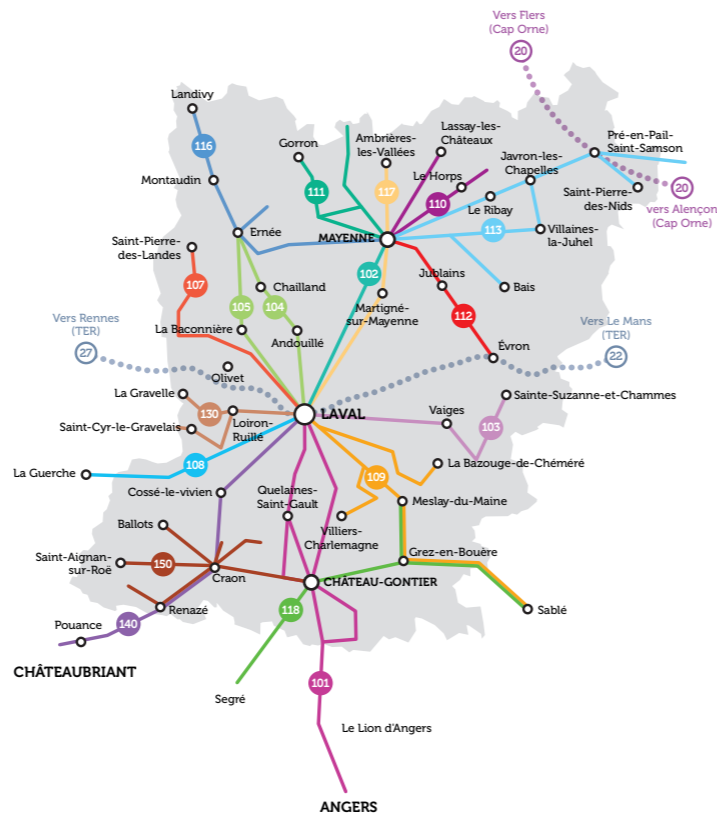 Vers Flers
(Cap Orne)
20
Landivy
116
Gorron
Ambrières-
les-Vallées
Lassay-les-
Châteaux
Pré-en-Pail-
Saint-Samson
Javron-les-
Chapelles
Montaudin
111
117
Le Horps
110
Saint-Pierre-
des-Nids
20
vers Alençon
(Cap Orne)
Le Ribay
Ernée
MAYENNE
113
Villaines-
la-Juhel
Saint-Pierre-
des-Landes
107
102
Jublains
Bais
Chailland
105
104
Martigné-
sur-Mayenne
112
Vers Rennes
(TER)
27
La Baconnière
Andouillé
Évron
Vers Le Mans
(TER)
22
Olivet
La Gravelle
130
Loiron-
Ruillé
LAVAL
Sainte-Suzanne-et-Chammes
Vaiges
103
Saint-Cyr-le-Gravelais
La Guerche
108
La Bazouge-de-Chéméré
109
Cossé-le-vivien
Quelaines-
Saint-Gault
Meslay-du-Maine
Ballots
Villiers-
Charlemagne
Saint-Aignan-
sur-Roë
150
Craon
Grez-en-Bouère
CHÂTEAU-GONTIER
Renazé
118
Sablé
Pouance
140
CHÂTEAUBRIANT
101
Segré
Le Lion d'Angers
ANGERS